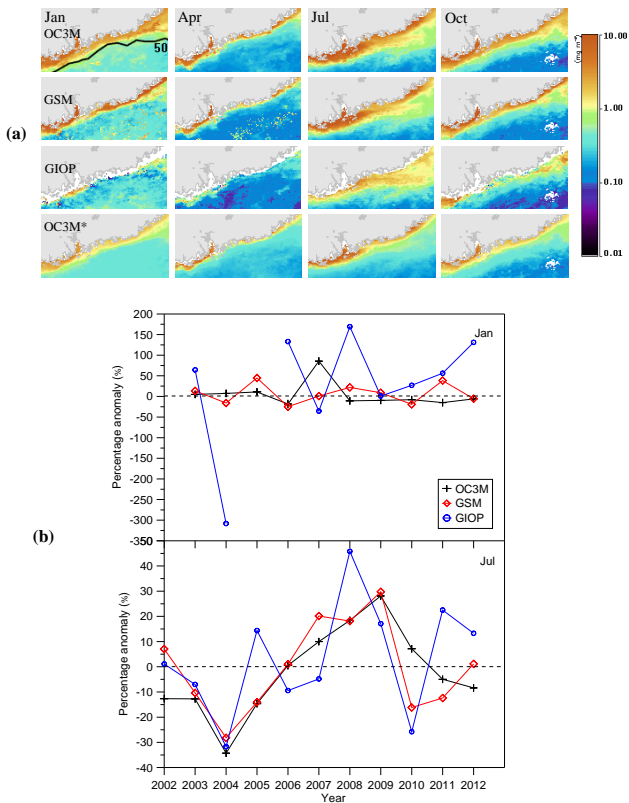 Jan Apr Jul Oct
OC3M
50
10.00
(mg m⁻³)
GSM
1.00
(a)
GIOP
0.10
OC3M*
0.01
200
150
100
50
0
-50
-100
-150
-200
-250
-300
-350
Percentage anomaly (%)
Jan
OC3M
GSM
GIOP
(b)
50
40
30
20
10
0
-10
-20
-30
-40
Percentage anomaly (%)
Jul
2002 2003 2004 2005 2006 2007 2008 2009 2010 2011 2012
Year